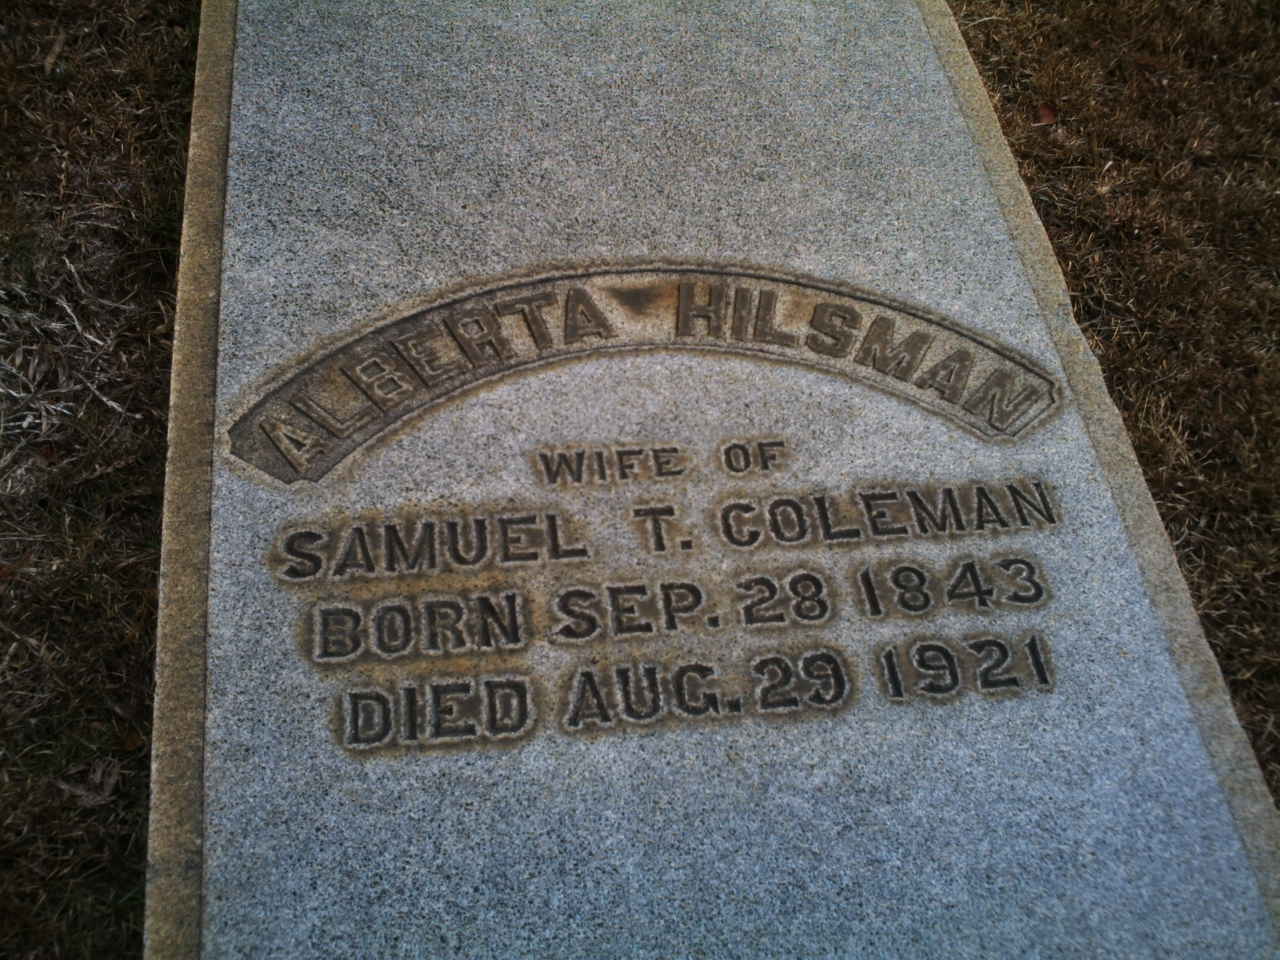 ALBERTA HILSMAN
WIFE OF
SAMUEL T. COLEMAN
BORN SEP. 28 1843
DIED AUG. 29 1921